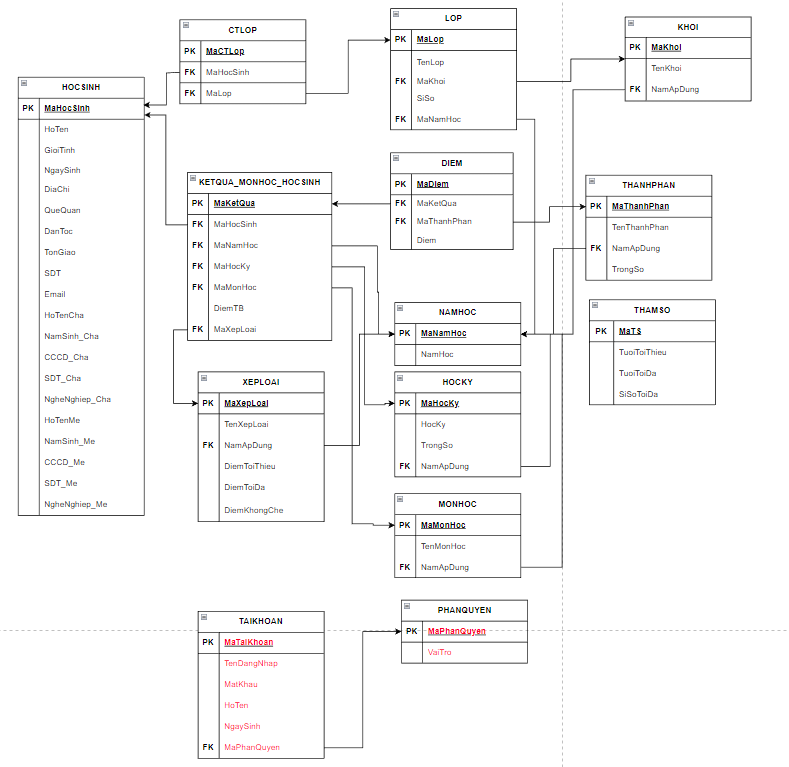 HOCSINH
PK MaHocSinh
HoTen
GioiTinh
NgaySinh
DiaChi
QueQuan
DanToc
TonGiao
SDT
Email
HoTenCha
NamSinh_Cha
CCCD_Cha
SDT_Cha
NgheNghiep_Cha
HoTenMe
NamSinh_Me
CCCD_Me
SDT_Me
NgheNghiep_Me
CTLOP
PK MaCTLop
FK MaHocSinh
FK MaLop
LOP
PK MaLop
TenLop
FK MaKhoi
SiSo
FK MaNamHoc
KHOI
PK MaKhoi
TenKhoi
FK NamApDung
KETQUA_MONHOC_HOCSINH
PK MaKetQua
FK MaHocSinh
FK MaNamHoc
FK MaHocKy
FK MaMonHoc
DiemTB
FK MaXepLoai
DIEM
PK MaDiem
FK MaKetQua
FK MaThanhPhan
Diem
THANHPHAN
PK MaThanhPhan
TenThanhPhan
FK NamApDung
TrongSo
NAMHOC
PK MaNamHoc
NamHoc
THAMSO
PK MaTS
TuoiToiThieu
TuoiToiDa
SiSoToiDa
XEPLOAI
PK MaXepLoai
TenXepLoai
FK NamApDung
DiemToiThieu
DiemToiDa
DiemKhongChe
HOCKY
PK MaHocKy
HocKy
TrongSo
FK NamApDung
MONHOC
PK MaMonHoc
TenMonHoc
FK NamApDung
TAIKHOAN
PK MaTaiKhoan
TenDangNhap
MatKhau
HoTen
NgaySinh
FK MaPhanQuyen
PHANQUYEN
PK MaPhanQuyen
VaiTro